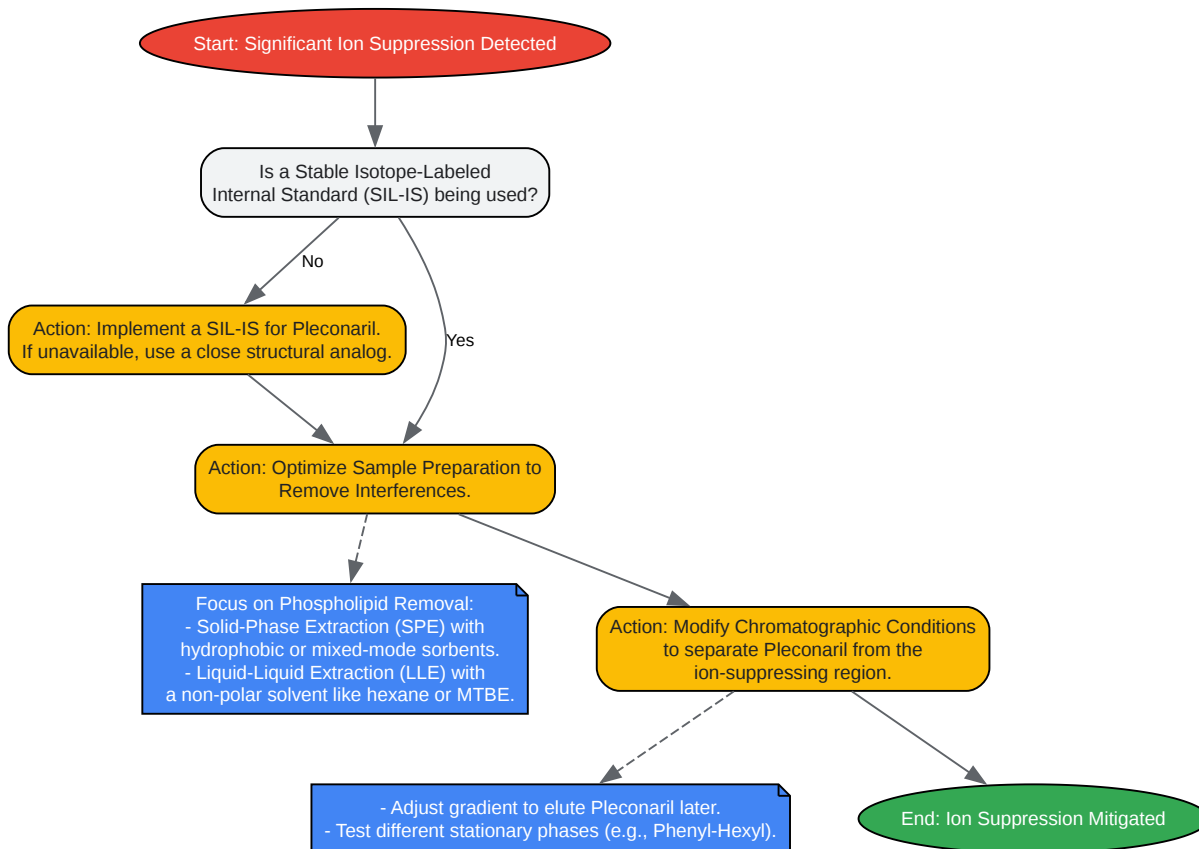 Start: Significant Ion Suppression Detected
Is a Stable Isotope-Labeled
Internal Standard (SIL-IS) being used?
No
Yes
Action: Implement a SIL-IS for Pleconaril.
If unavailable, use a close structural analog.
Action: Optimize Sample Preparation to
Remove Interferences.
Focus on Phospholipid Removal:
- Solid-Phase Extraction (SPE) with
hydrophobic or mixed-mode sorbents.
- Liquid-Liquid Extraction (LLE) with
a non-polar solvent like hexane or MTBE.
Action: Modify Chromatographic Conditions
to separate Pleconaril from the
ion-suppressing region.
- Adjust gradient to elute Pleconaril later.
- Test different stationary phases (e.g., Phenyl-Hexyl).
End: Ion Suppression Mitigated